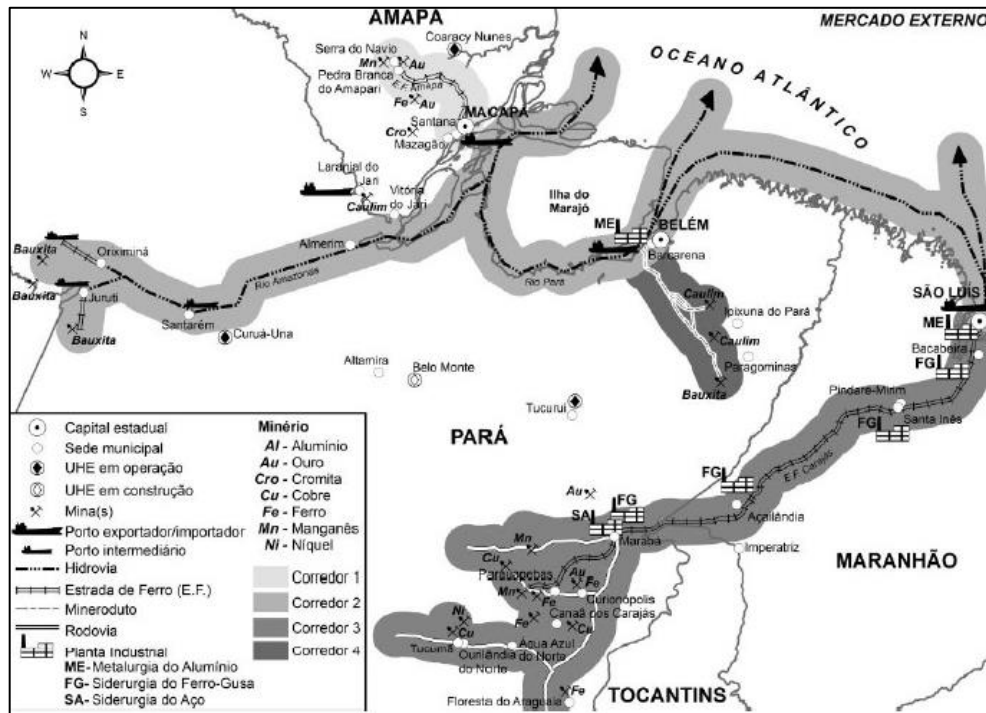 AMAPA
MERCADO EXTERNO
Coaracy Nunes
Serra do Navio
Mn
Au
Pedra Branca
do Amapari
E.F. Amapá
Fe
Au
N
W
E
S
OCEANO ATLÂNTICO
MACAPÁ
Santana
Cro
Mazagão
Laranjal do
Jari
Caulim
Vitória
do Jari
Ilha do
Marajó
ME
BELÉM
Barcarena
Almerim
Rio Amazonas
Rio Pará
Bauxita
Oriximiná
Bauxita
Juruti
Bauxita
Santarém
Curuá-Una
Caulim
Ipixuna do Pará
Caulim
Paragominas
Bauxita
SÃO LUÍS
ME
Bacabeira
FG
Altamira
Belo Monte
Tucuruí
Pindaré-Mirim
Santa Inês
FG
PARÁ
E.F. Carajás
FG
Açailândia
Au
FG
SA
Marabá
Imperatriz
MARANHÃO
Mn
Cu
Parauapebas
Au
Fe
Mn
Fe
Curionópolis
Canaã dos Carajás
Fe
Cu
Ni
Cu
Tucumã
Ourilândia
do Norte
Água Azul
do Norte
Fe
Floresta do Araguaia
TOCANTINS
Capital estadual
Sede municipal
UHE em operação
UHE em construção
Mina(s)
Porto exportador/importador
Porto intermediário
Hidrovia
Estrada de Ferro (E.F.)
Mineroduto
Rodovia
Planta Industrial
ME- Metalurgia do Alumínio
FG- Siderurgia do Ferro-Gusa
SA- Siderurgia do Aço
Minério
Al - Alumínio
Au - Ouro
Cro - Cromita
Cu - Cobre
Fe - Ferro
Mn - Manganês
Ni - Níquel
Corredor 1
Corredor 2
Corredor 3
Corredor 4